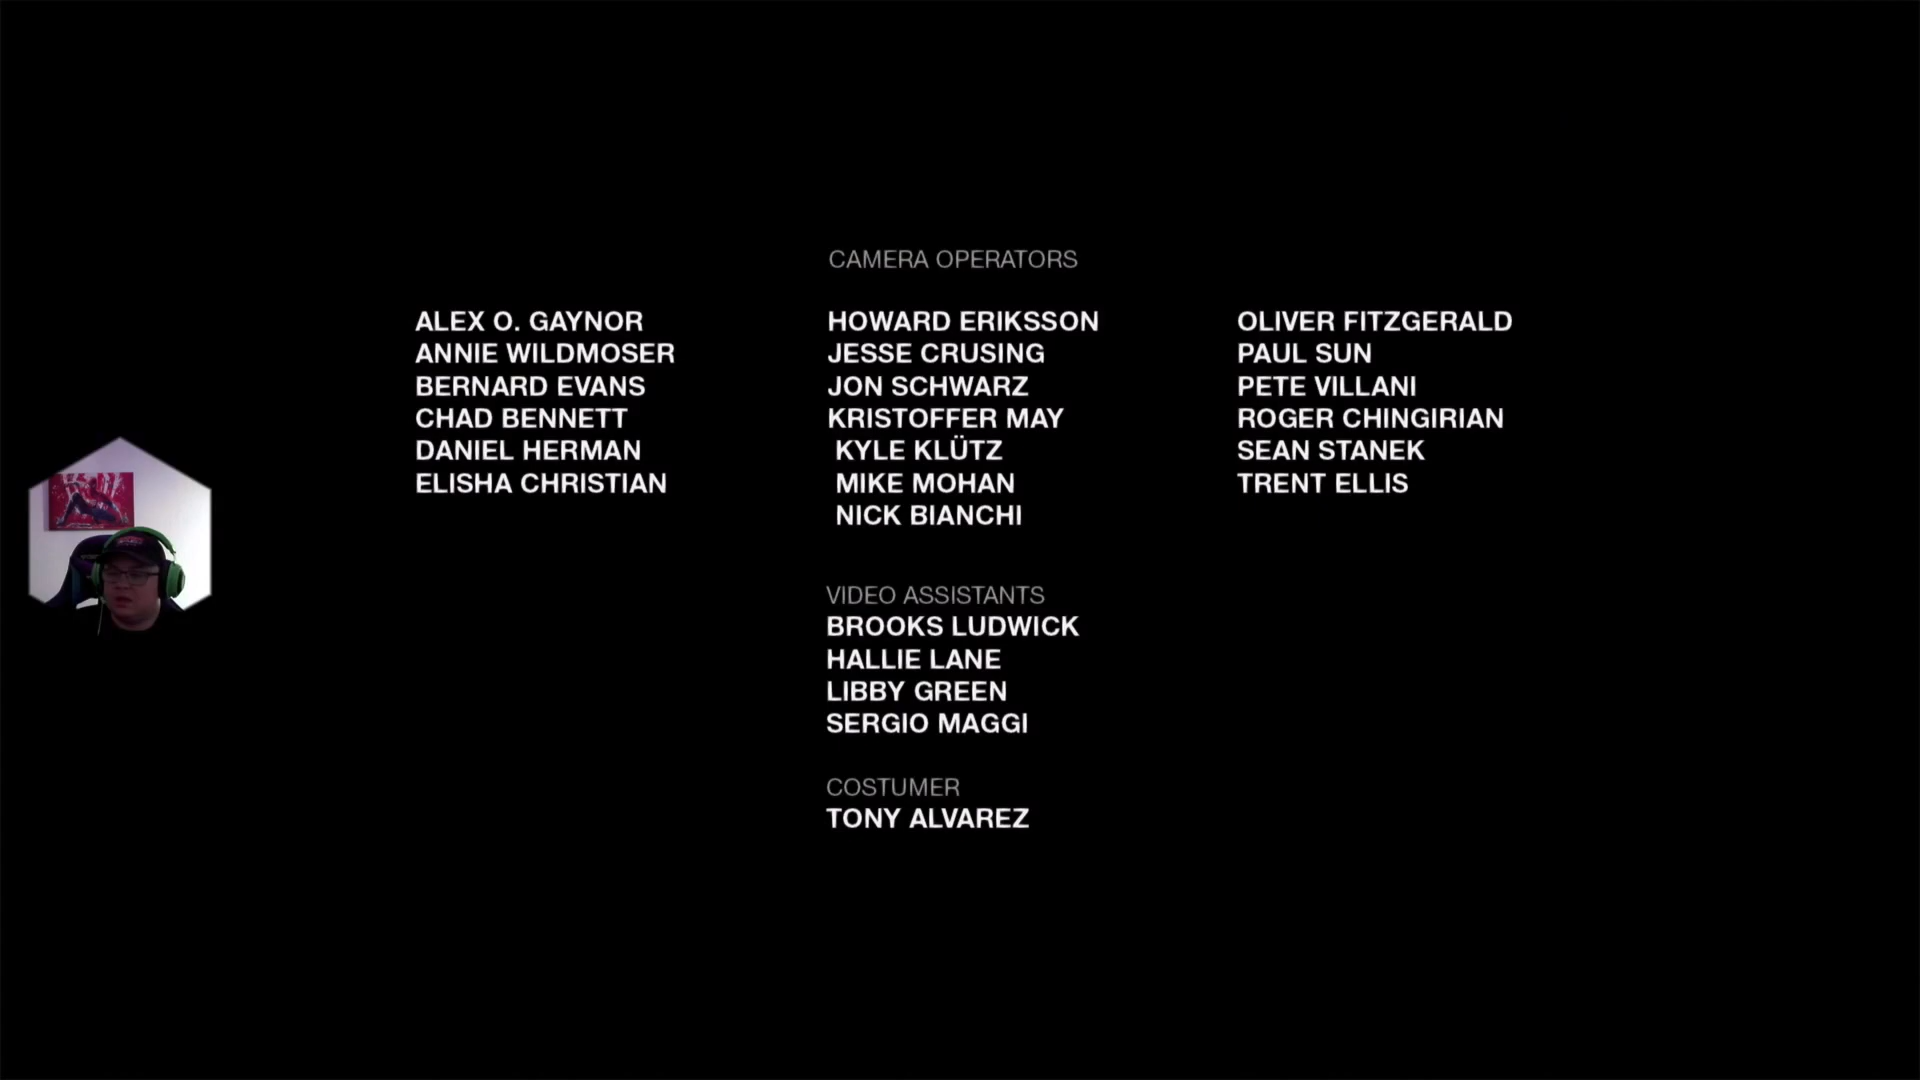 CAMERA OPERATORS
ALEX O. GAYNOR
ANNIE WILDMOSER
BERNARD EVANS
CHAD BENNETT
DANIEL HERMAN
ELISHA CHRISTIAN
HOWARD ERIKSSON
JESSE CRUSING
JON SCHWARZ
KRISTOFFER MAY
KYLE KLÜTZ
MIKE MOHAN
NICK BIANCHI
OLIVER FITZGERALD
PAUL SUN
PETE VILLANI
ROGER CHINGIRIAN
SEAN STANEK
TRENT ELLIS
VIDEO ASSISTANTS
BROOKS LUDWICK
HALLIE LANE
LIBBY GREEN
SERGIO MAGGI
COSTUMER
TONY ALVAREZ